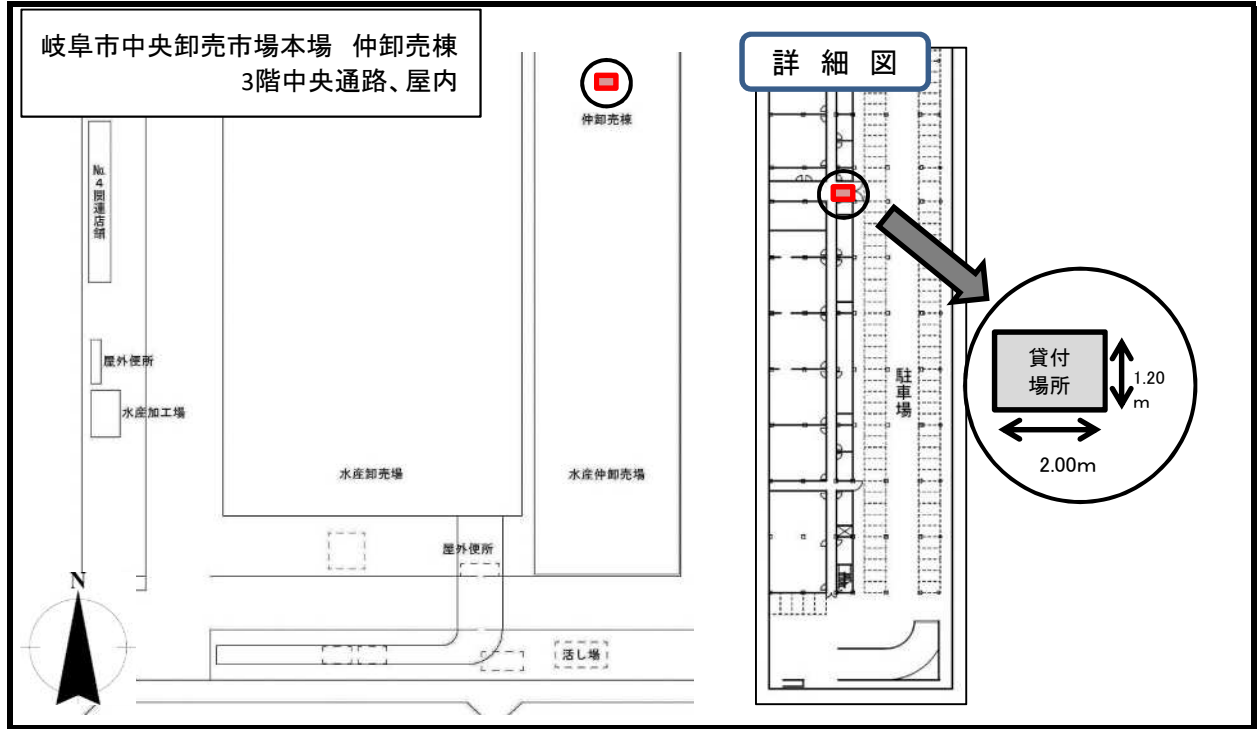 岐阜市中央卸売市場本場　仲卸売棟
3階中央通路、屋内
仲卸売棟
№4関連店舗
屋外便所
水産加工場
水産卸売場
水産仲卸売場
屋外便所
活し場
N
詳　細　図
駐車場
貸付
場所
1.20
m
2.00m